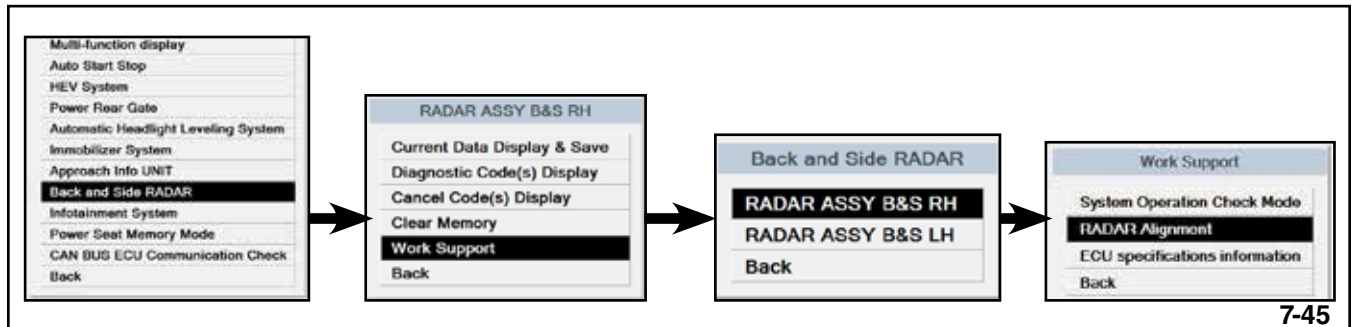 Multi-function display
Auto Start Stop
HEV System
Power Rear Gate
Automatic Headlight Leveling System
Immobilizer System
Approach Info UNIT
Back and Side RADAR
Infotainment System
Power Seat Memory Mode
CAN BUS ECU Communication Check
Back
RADAR ASSY B&S RH
Current Data Display & Save
Diagnostic Code(s) Display
Cancel Code(s) Display
Clear Memory
Work Support
Back
Back and Side RADAR
RADAR ASSY B&S RH
RADAR ASSY B&S LH
Back
Work Support
System Operation Check Mode
RADAR Alignment
ECU specifications information
Back
7-45